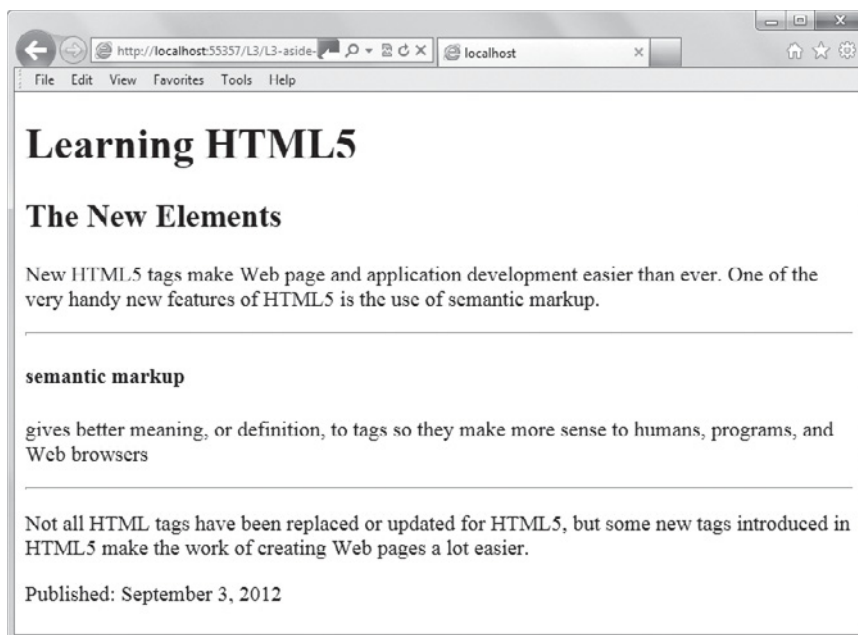 http://localhost:55357/L3/L3-aside-
localhost
File Edit View Favorites Tools Help
Learning HTML5
The New Elements
New HTML5 tags make Web page and application development easier than ever. One of the
very handy new features of HTML5 is the use of semantic markup.
semantic markup
gives better meaning, or definition, to tags so they make more sense to humans, programs, and
Web browsers
Not all HTML tags have been replaced or updated for HTML5, but some new tags introduced in
HTML5 make the work of creating Web pages a lot easier.
Published: September 3, 2012